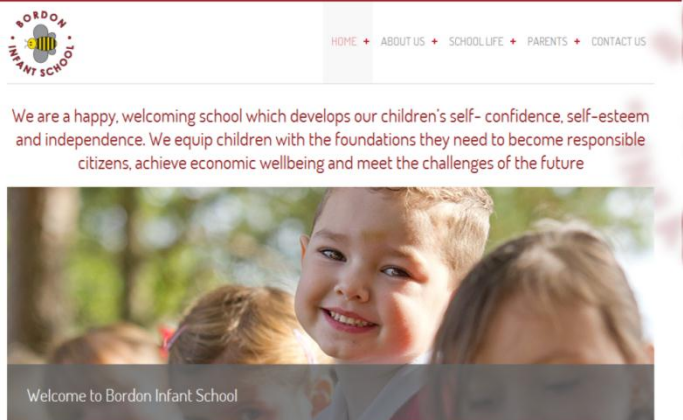 BORDON
INFANT SCHOOL
HOME + ABOUT US + SCHOOL LIFE + PARENTS + CONTACT US
We are a happy, welcoming school which develops our children's self- confidence, self-esteem
and independence. We equip children with the foundations they need to become responsible
citizens, achieve economic wellbeing and meet the challenges of the future
Welcome to Bordon Infant School